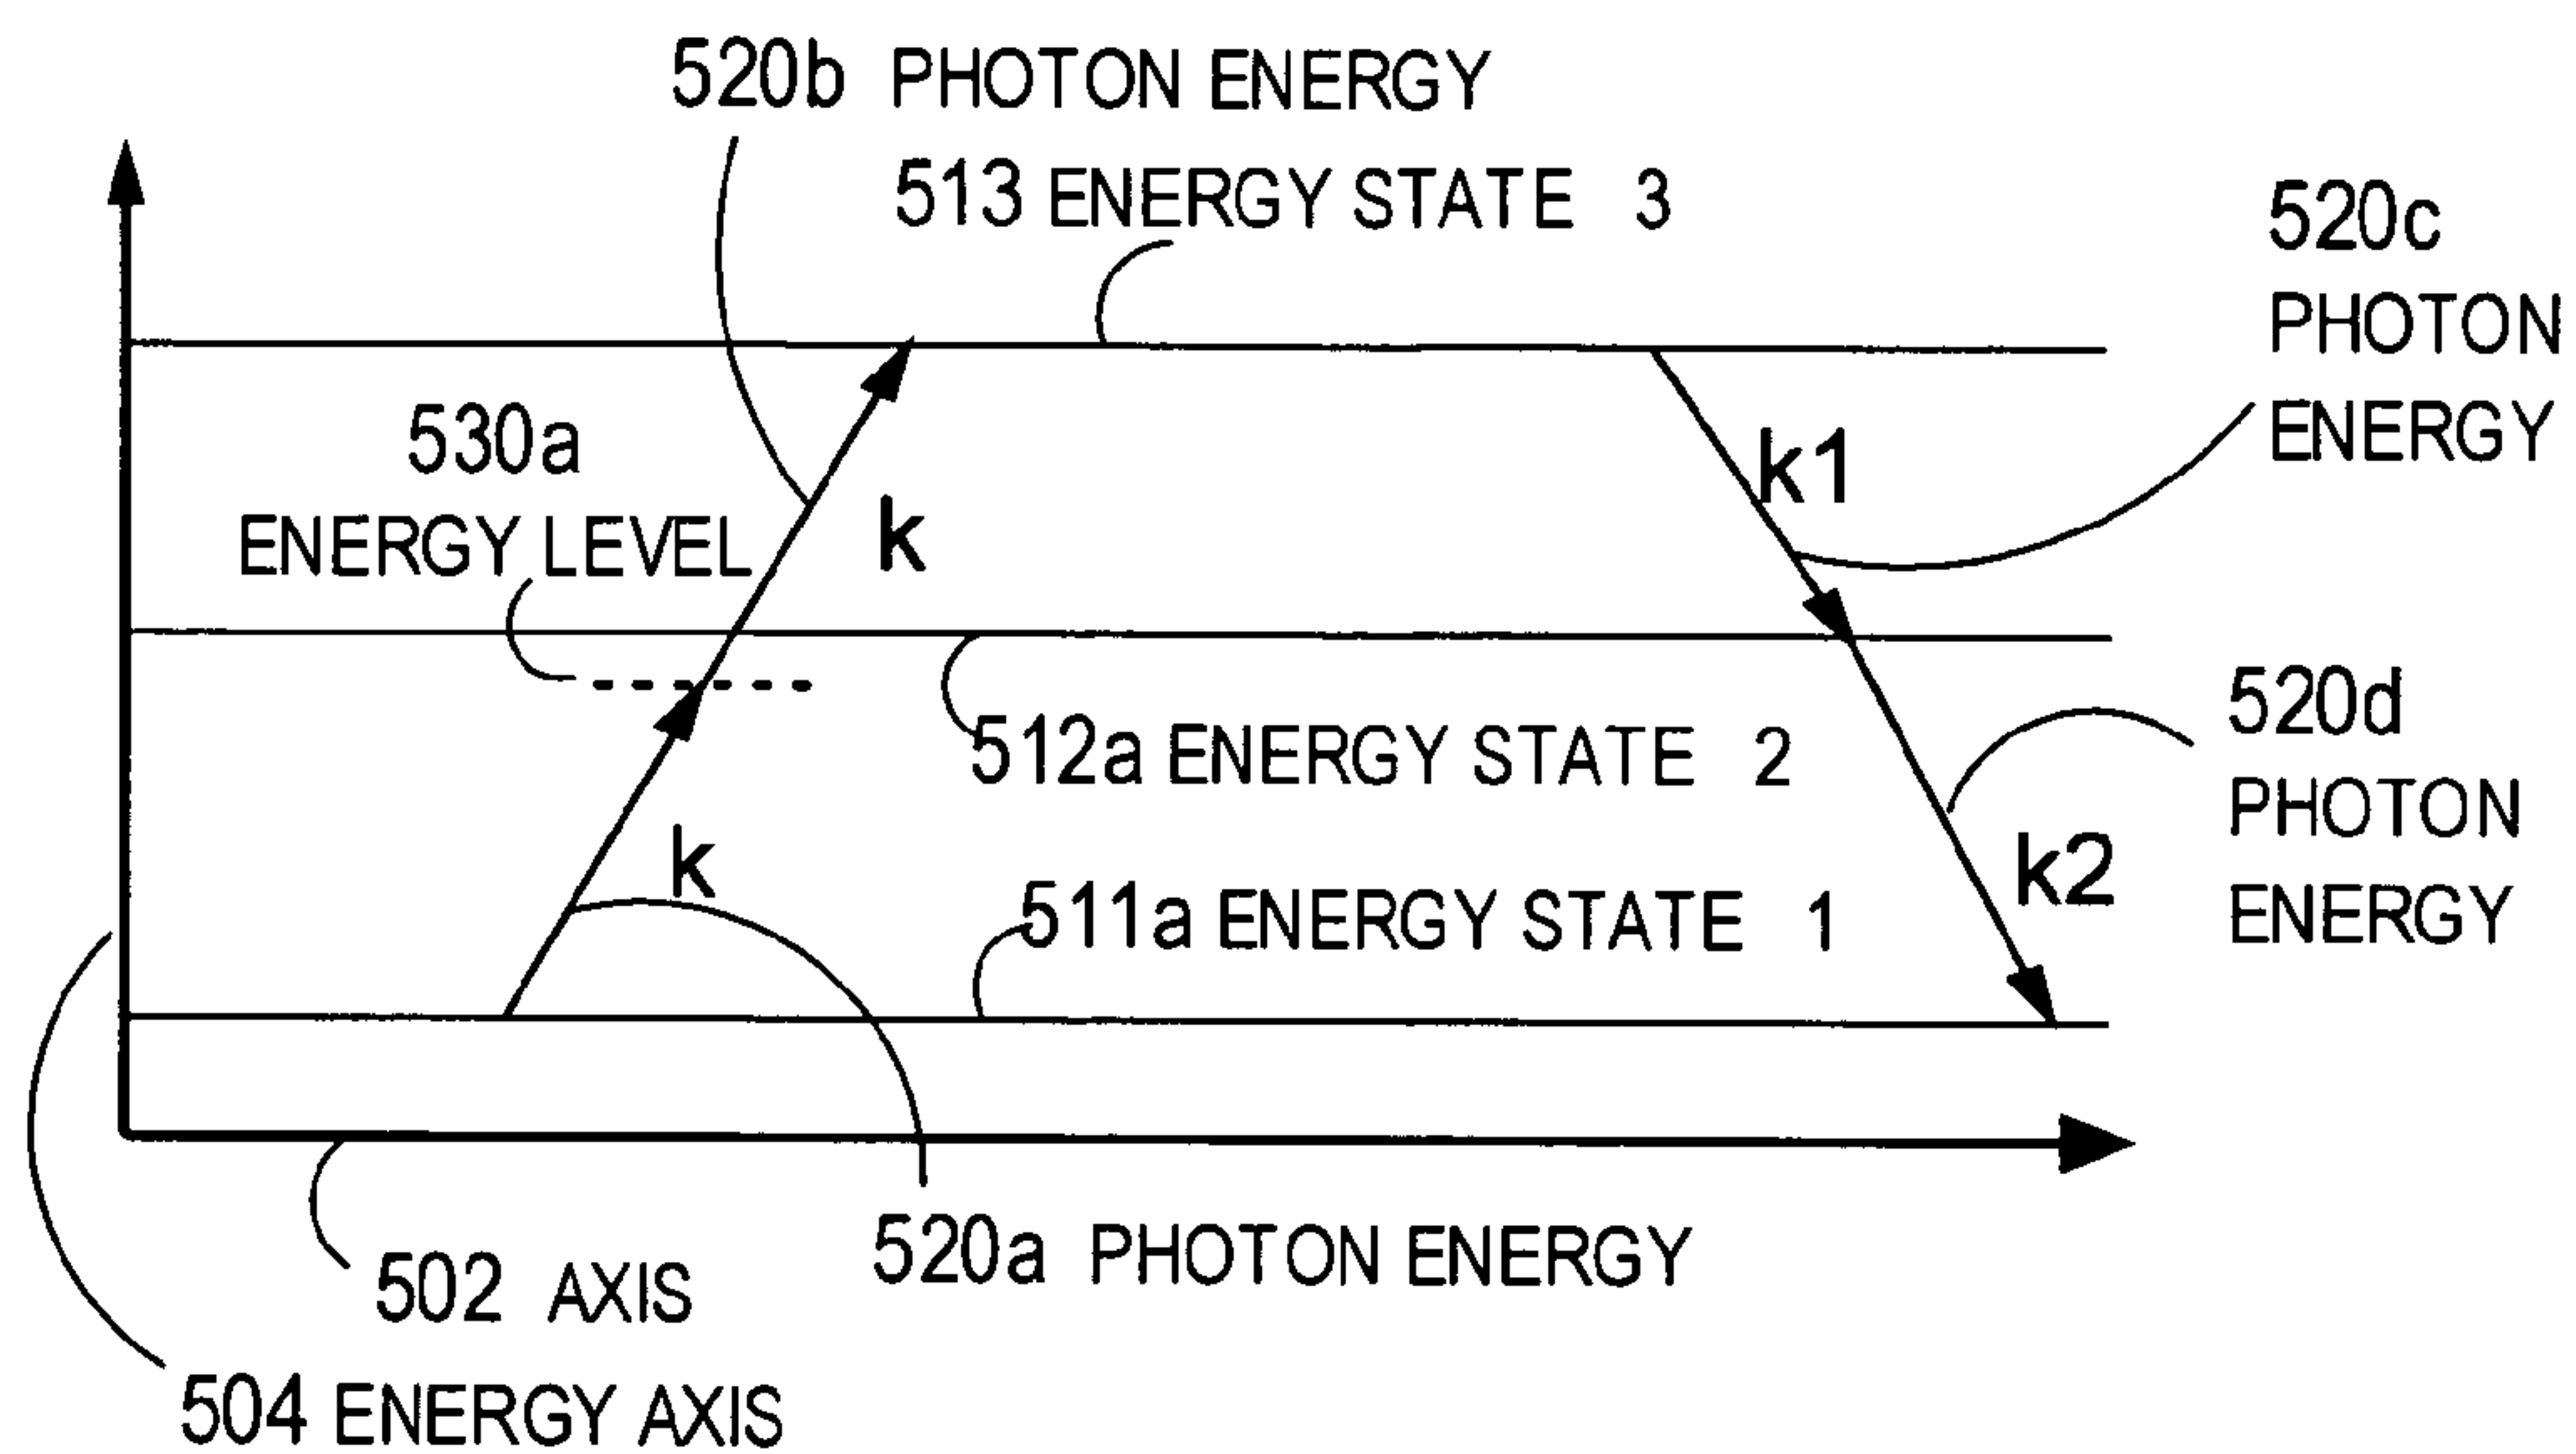 520b PHOTON ENERGY
513 ENERGY STATE 3
520c
PHOTON
ENERGY
530a
ENERGY LEVEL
k
k1
512a ENERGY STATE 2
520d
PHOTON
ENERGY
k
k2
511a ENERGY STATE 1
520a PHOTON ENERGY
502 AXIS
504 ENERGY AXIS